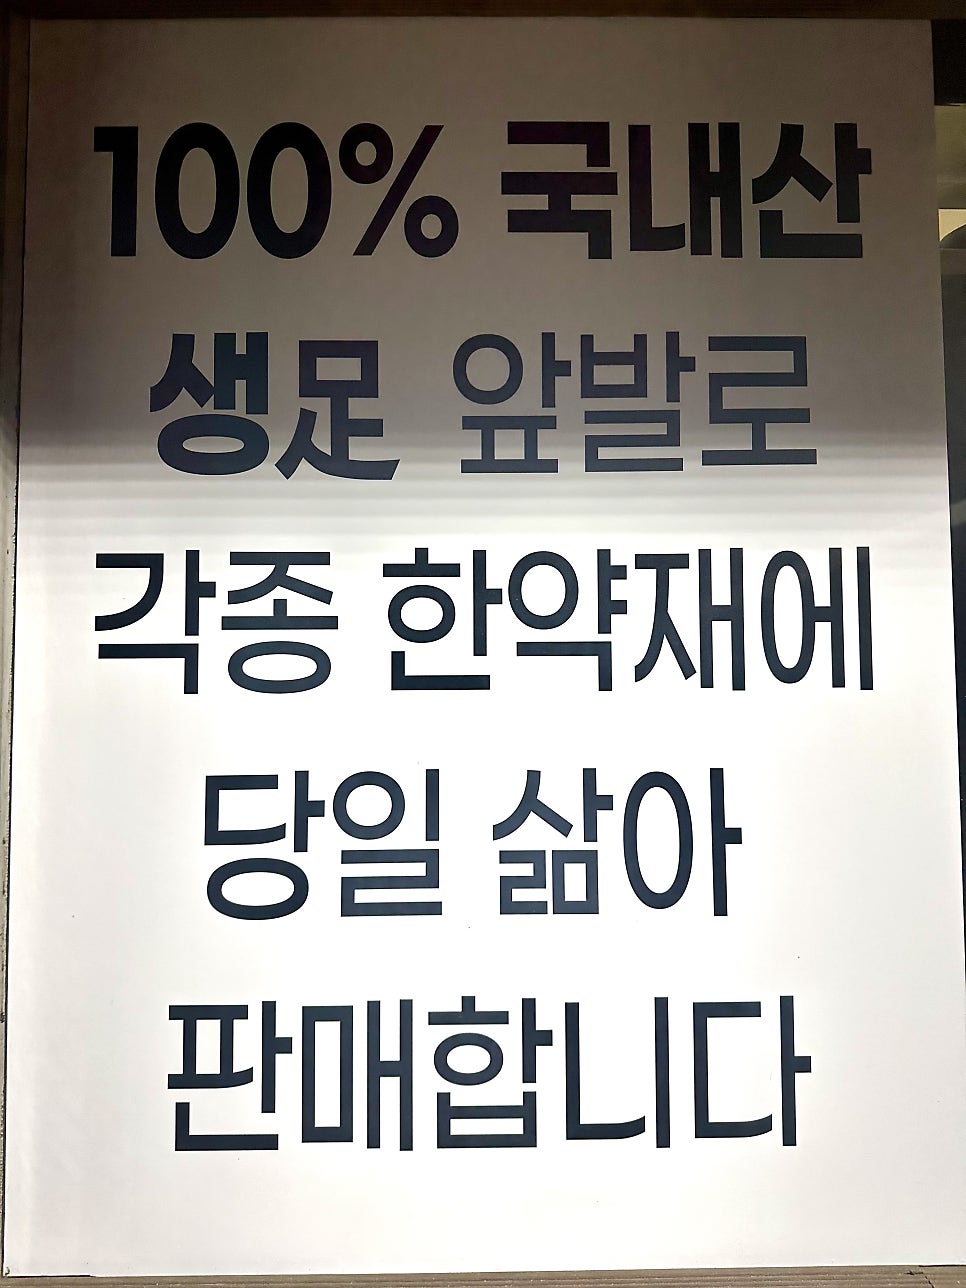 100% 국내산
생足 앞발로
각종 한약재에
당일 삶아
판매합니다